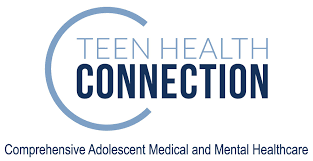 TEEN HEALTH
CONNECTION
Comprehensive Adolescent Medical and Mental Healthcare